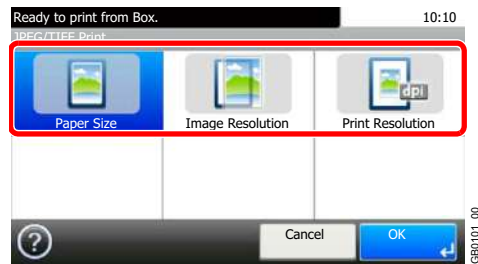 Ready to print from Box. 10:10
JPEG/TIFF Print
Paper Size Image Resolution Print Resolution
dpi
Cancel OK
GB0101_00